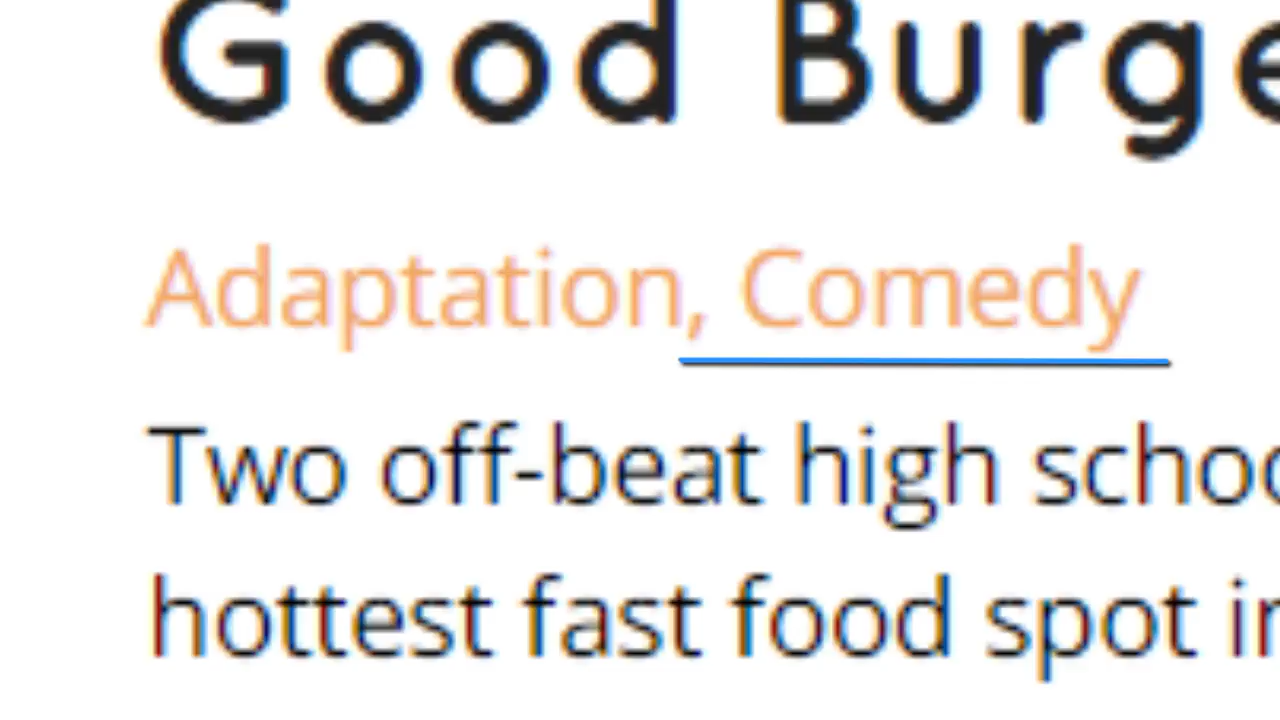 Good Burge
Adaptation, Comedy
Two off-beat high schoo
hottest fast food spot in